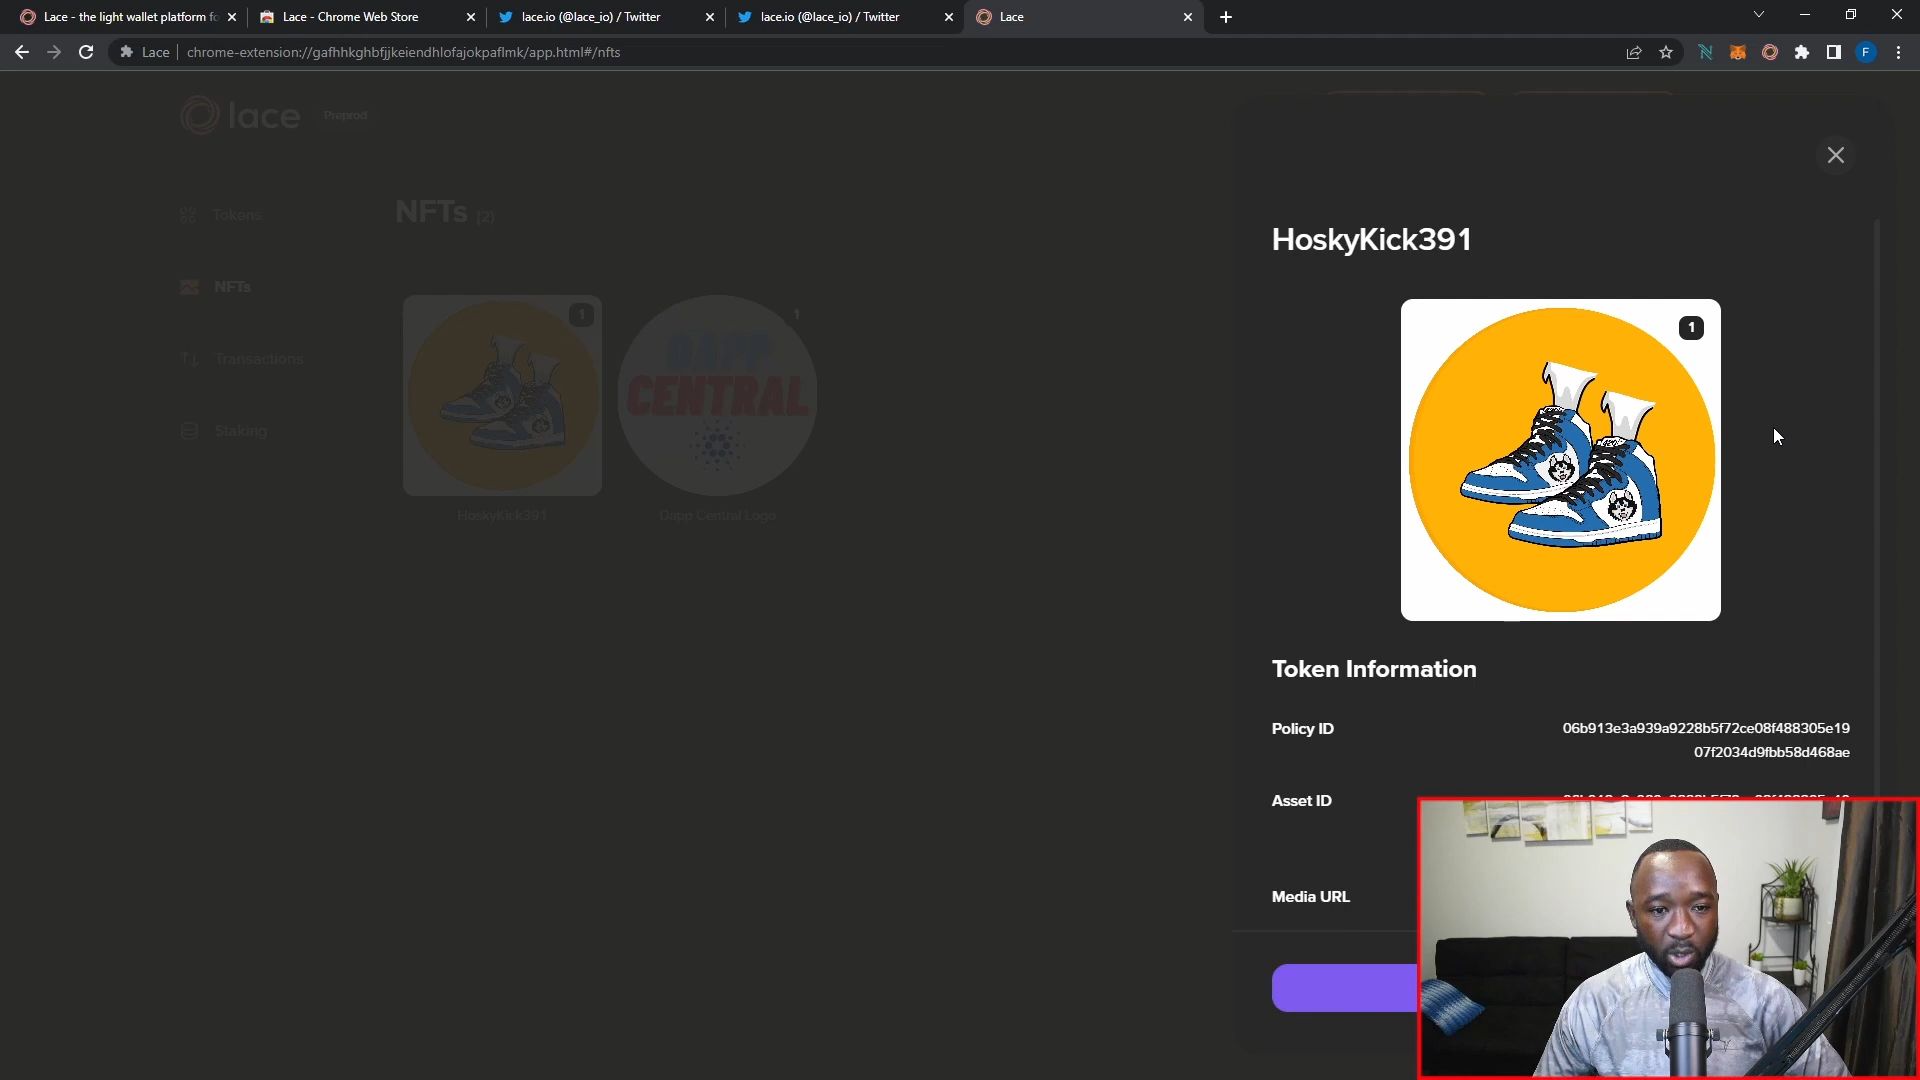 Lace - the light wallet platform fo
Lace - Chrome Web Store
lace.io (@lace_io) / Twitter
lace.io (@lace_io) / Twitter
Lace
Lace
chrome-extension://gafhhkghbfjjkeiendhlofajokpaflmk/app.html#/nfts
F
lace
Preprod
Tokens
NFTs
Transactions
Staking
NFTs (2)
1
DAPP
CENTRAL
1
HoskyKick391
Dapp Central Logo
HoskyKick391
1
Token Information
Policy ID
06b913e3a939a9228b5f72ce08f488305e19
07f2034d9fbb58d468ae
Asset ID
Media URL